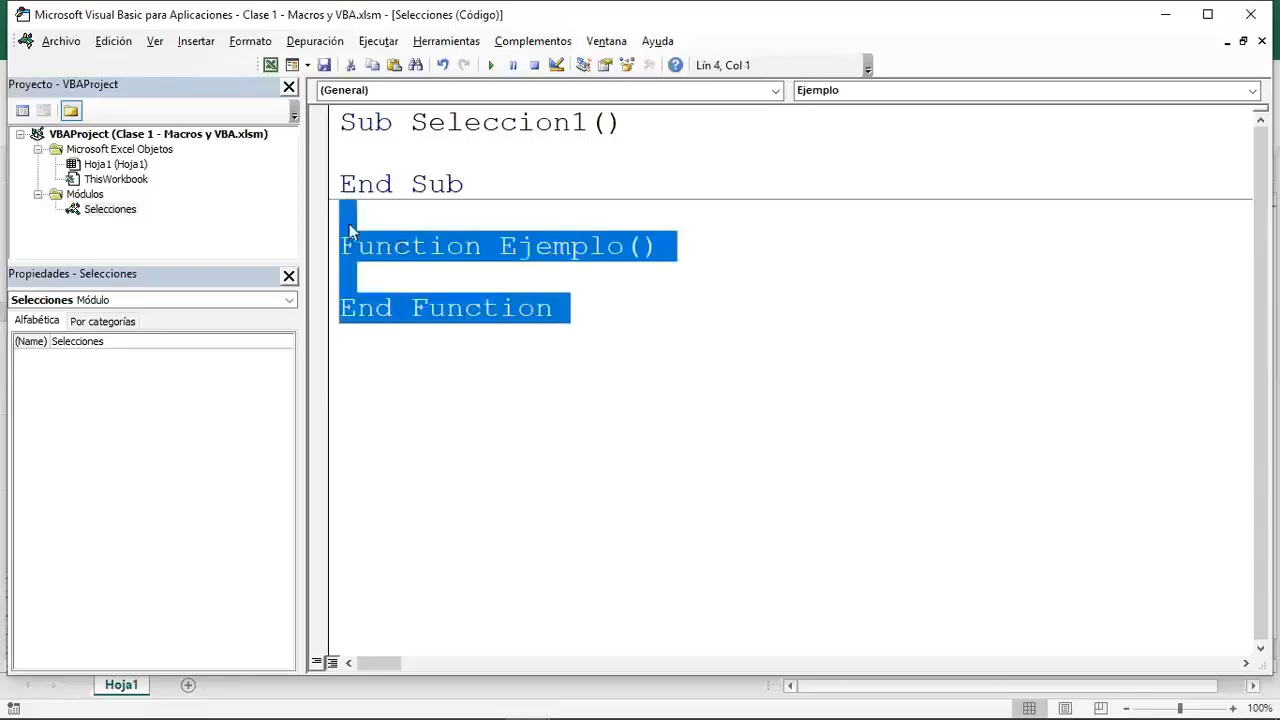 Microsoft Visual Basic para Aplicaciones - Clase 1 - Macros y VBA.xlsm - [Selecciones (Código)]
Archivo Edición Ver Insertar Formato Depuración Ejecutar Herramientas Complementos Ventana Ayuda
Lín 4, Col 1
Proyecto - VBAProject
VBAProject (Clase 1 - Macros y VBA.xlsm)
Microsoft Excel Objetos
Hoja1 (Hoja1)
ThisWorkbook
Módulos
Selecciones
Propiedades - Selecciones
Selecciones Módulo
Alfabética Por categorías
(Name) Selecciones
(General) Ejemplo
Sub Seleccion1()
End Sub
Function Ejemplo()
End Function
Hoja1
100%